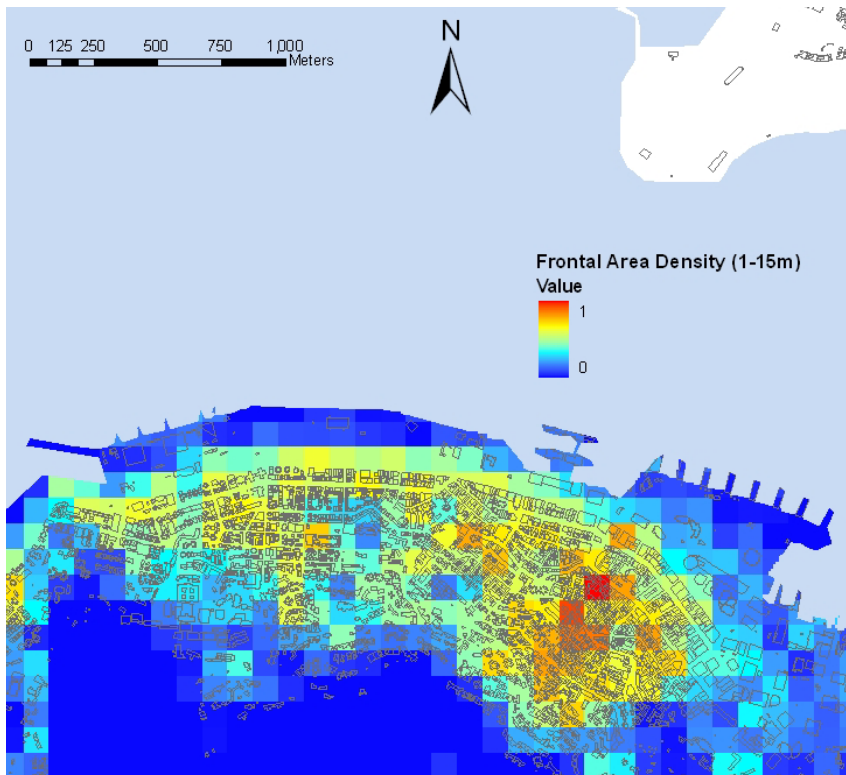 N
0 125 250 500 750 1,000
Meters
Frontal Area Density (1-15m)
Value
1
0